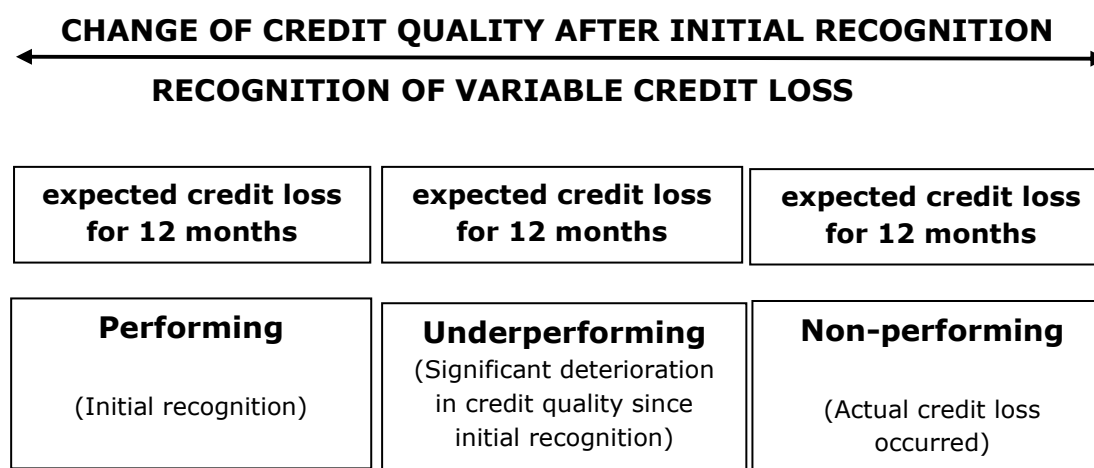 CHANGE OF CREDIT QUALITY AFTER INITIAL RECOGNITION
RECOGNITION OF VARIABLE CREDIT LOSS
expected credit loss
for 12 months
expected credit loss
for 12 months
expected credit loss
for 12 months
Performing
(Initial recognition)
Underperforming
(Significant deterioration
in credit quality since
initial recognition)
Non-performing
(Actual credit loss
occurred)